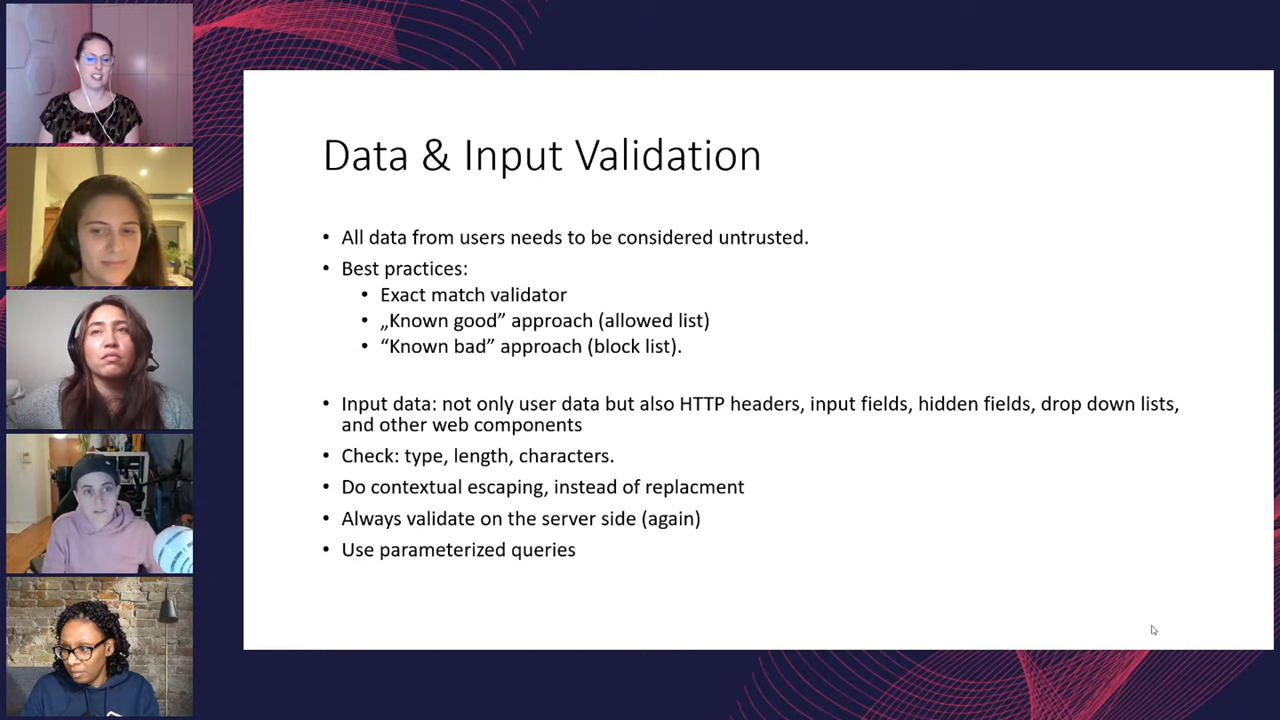 Data & Input Validation
• All data from users needs to be considered untrusted.
• Best practices:
• Exact match validator
• „Known good” approach (allowed list)
• “Known bad” approach (block list).
• Input data: not only user data but also HTTP headers, input fields, hidden fields, drop down lists,
and other web components
• Check: type, length, characters.
• Do contextual escaping, instead of replacment
• Always validate on the server side (again)
• Use parameterized queries